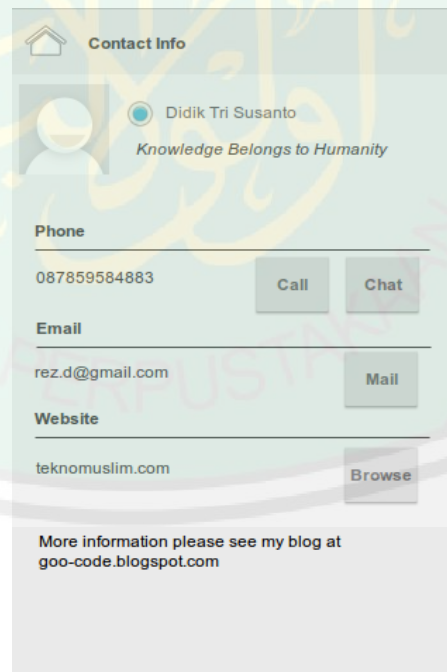 Contact Info
Didik Tri Susanto
Knowledge Belongs to Humanity
Phone
087859584883
Call
Chat
Email
rez.d@gmail.com
Mail
Website
teknomuslim.com
Browse
More information please see my blog at
goo-code.blogspot.com